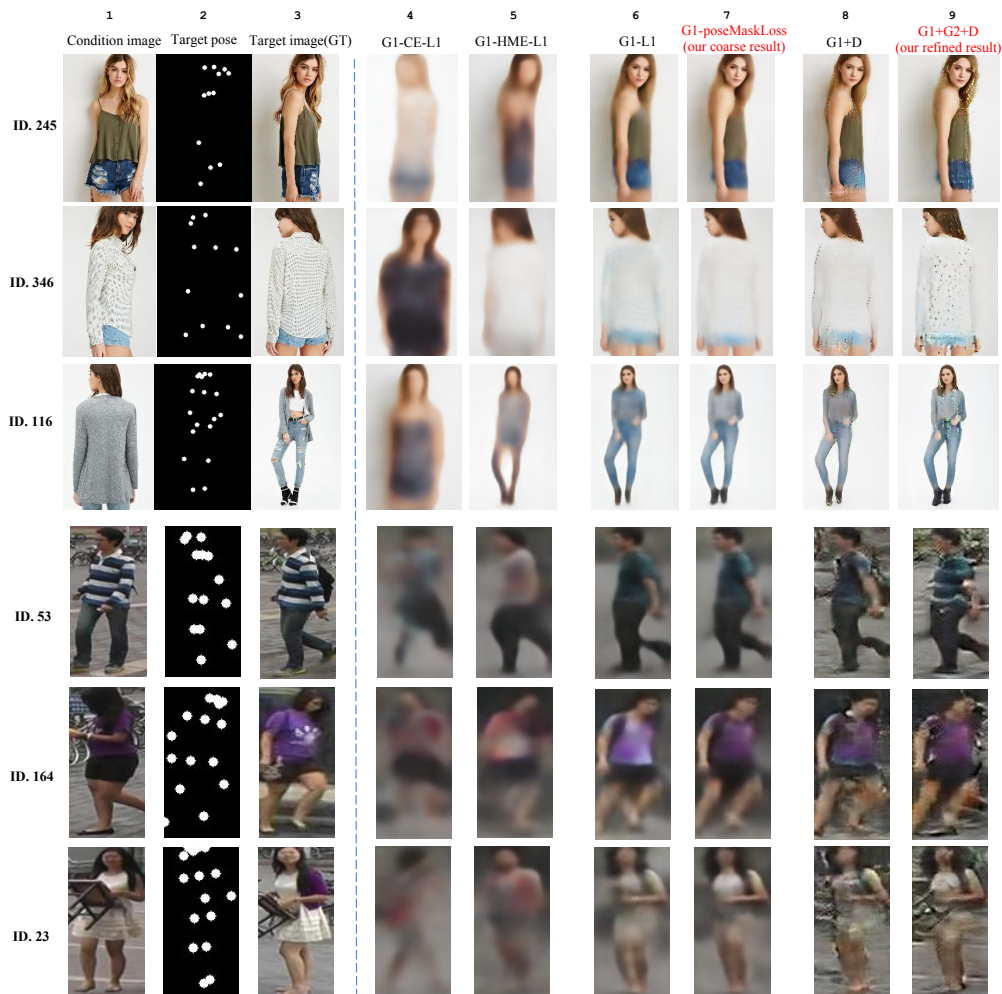 1 2 3 4 5 6 7 8 9
Condition image Target pose Target image(GT) G1-CE-L1 G1-HME-L1 G1-L1 G1-poseMaskLoss (our coarse result) G1+D G1+G2+D (our refined result)
ID. 245
ID. 346
ID. 116
ID. 53
ID. 164
ID. 23